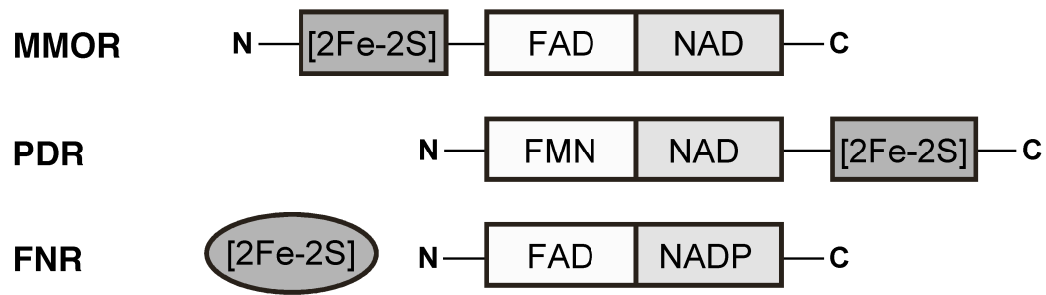 MMOR N [2Fe-2S] FAD NAD C
PDR N FMN NAD [2Fe-2S] C
FNR [2Fe-2S] N FAD NADP C